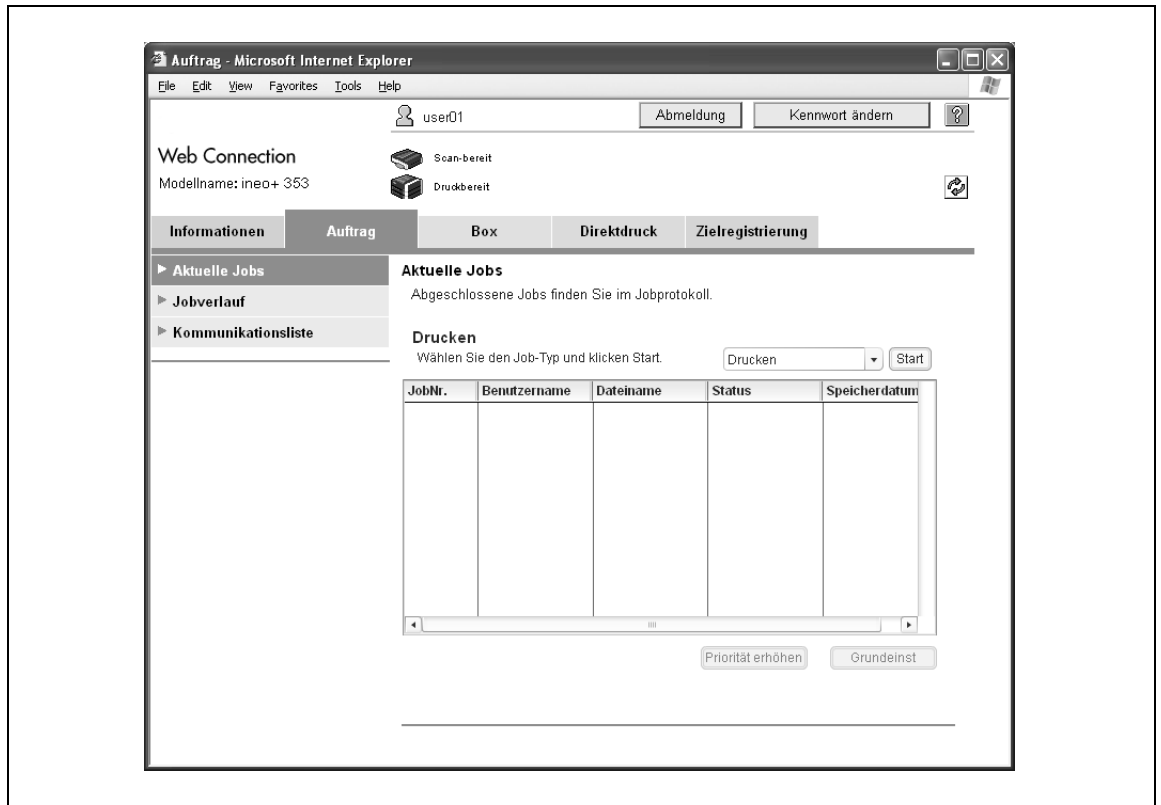 Auftrag - Microsoft Internet Explorer
File Edit View Favorites Tools Help
user01 Abmeldung Kennwort ändern ?
Web Connection
Scan-bereit
Modellname: ineo+ 353
Druckbereit
Informationen Auftrag Box Direktdruck Zielregistrierung
Aktuelle Jobs
Jobverlauf
Kommunikationsliste
Aktuelle Jobs
Abgeschlossene Jobs finden Sie im Jobprotokoll.
Drucken
Wählen Sie den Job-Typ und klicken Start. Drucken Start
JobNr. Benutzername Dateiname Status Speicherdatum
Priorität erhöhen Grundeinst